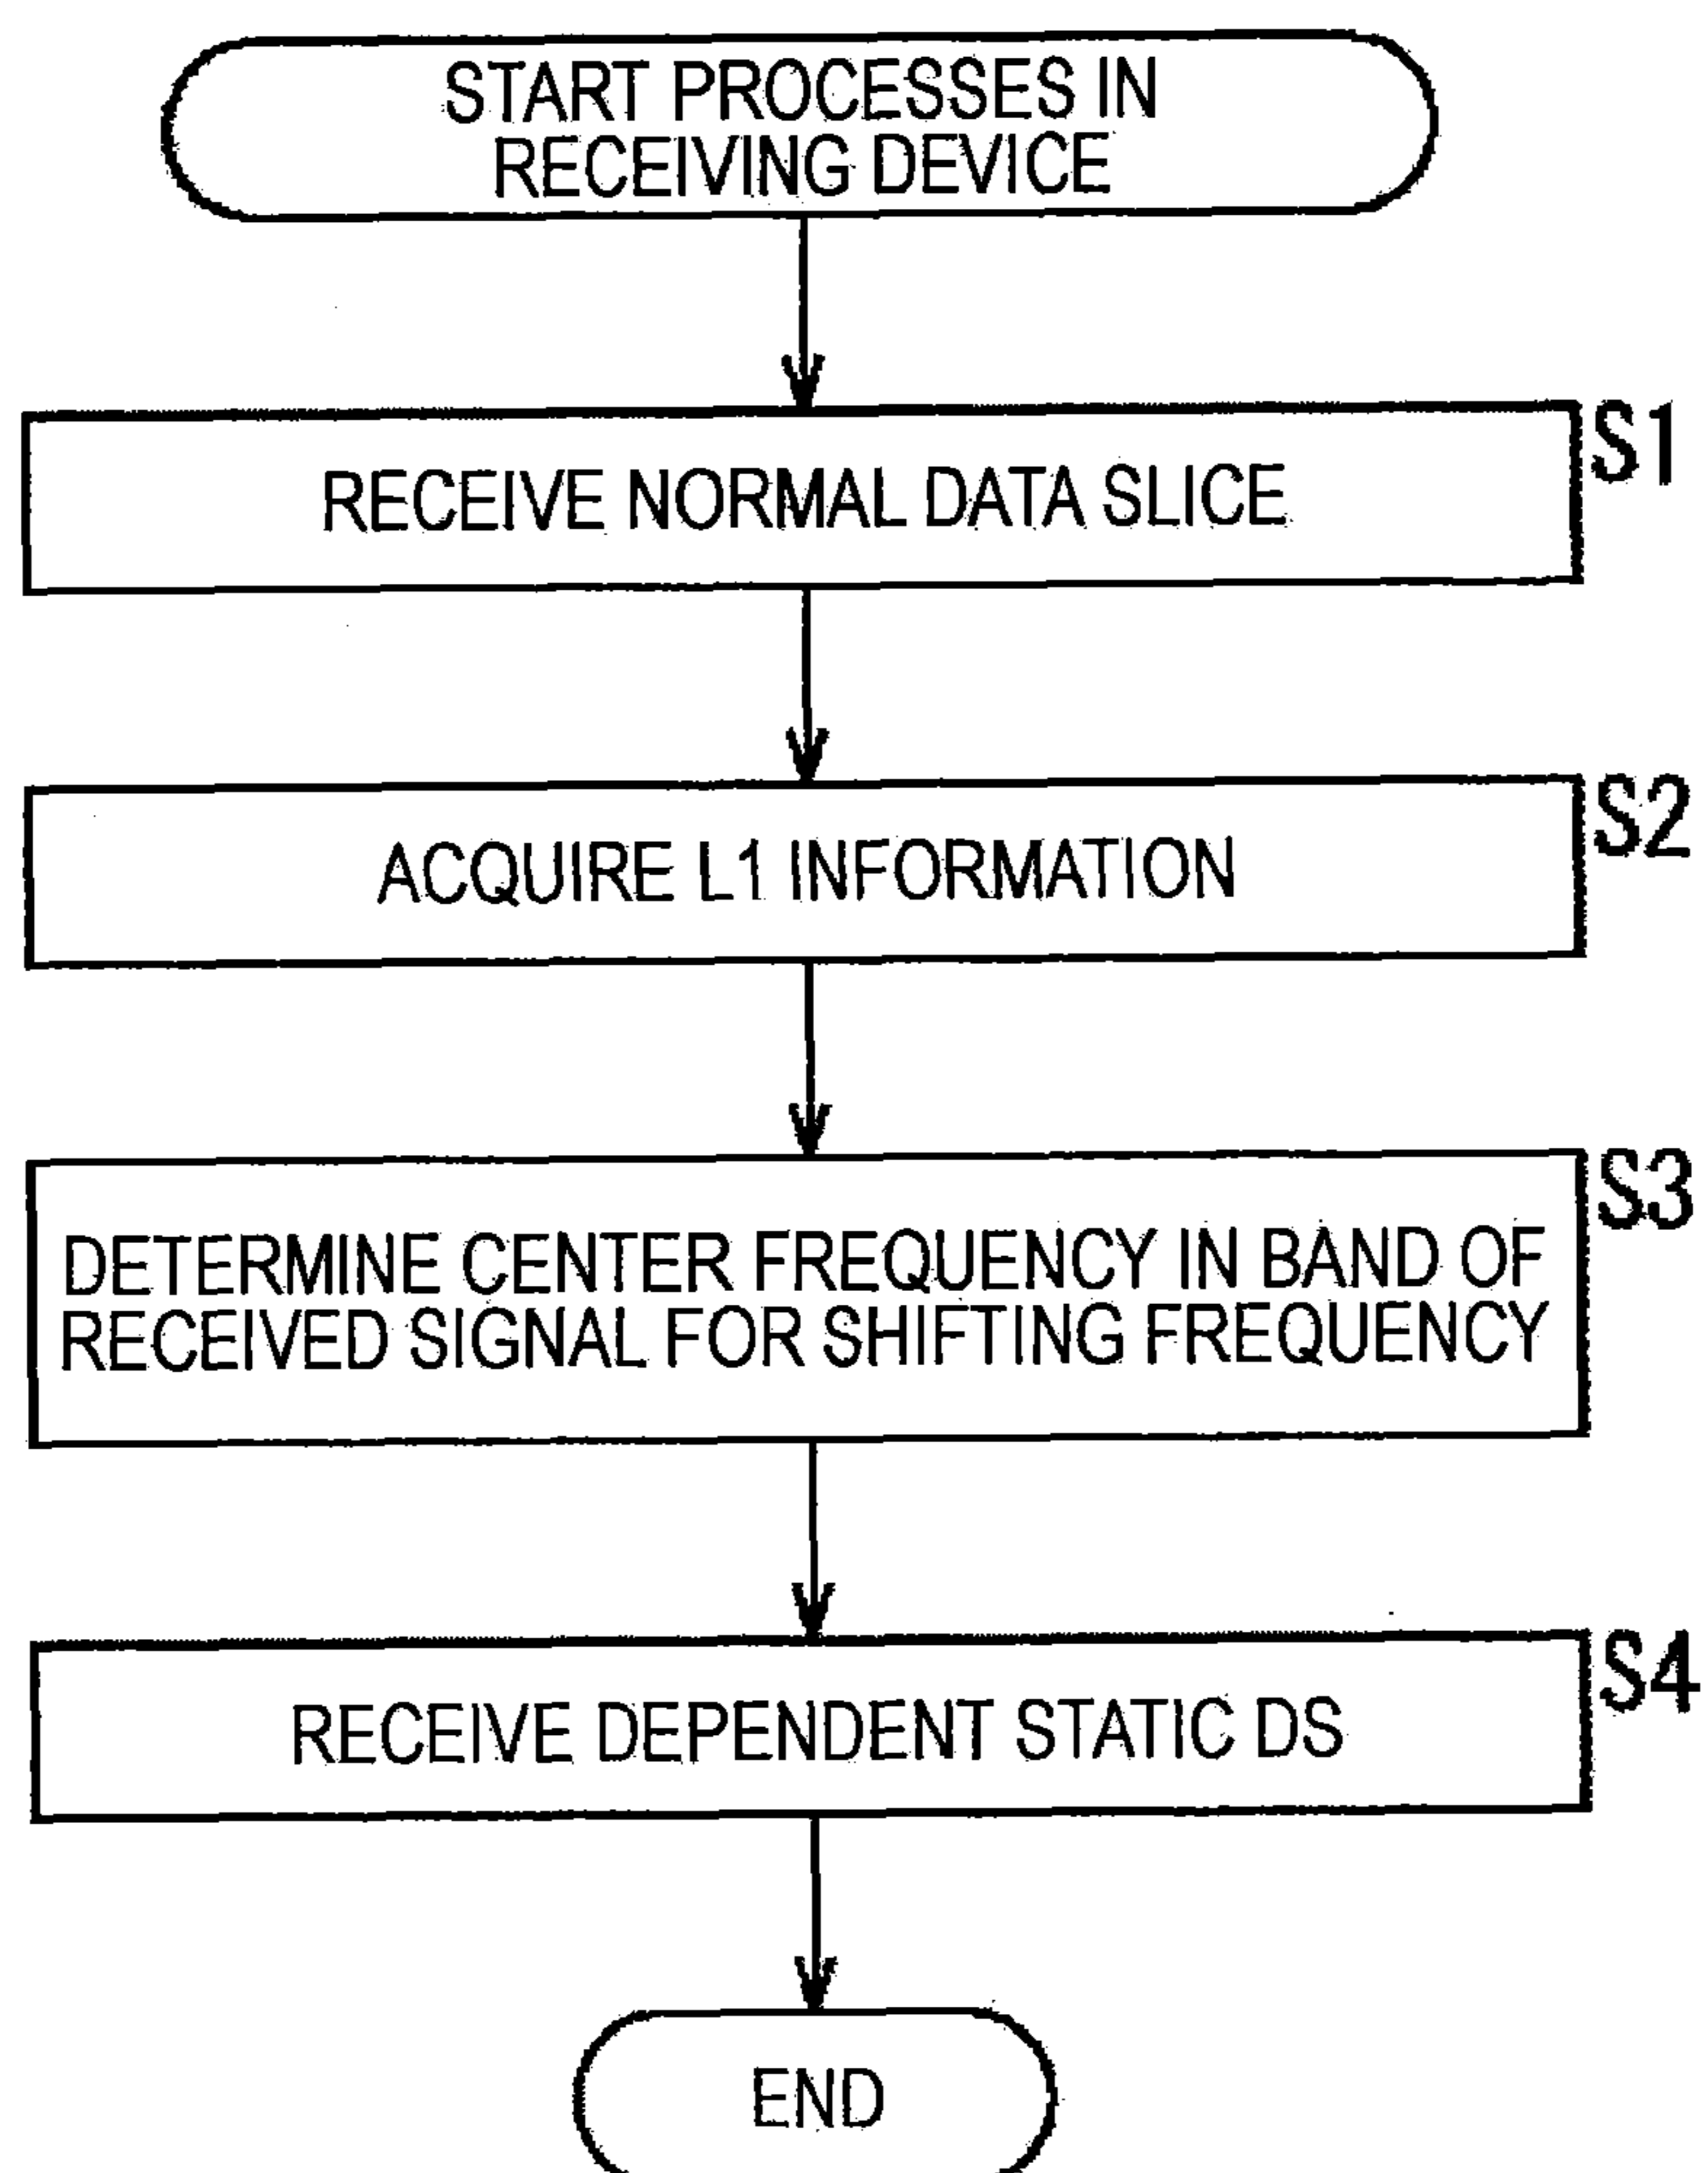 START PROCESSES IN
RECEIVING DEVICE
S1
RECEIVE NORMAL DATA SLICE
S2
ACQUIRE L1 INFORMATION
S3
DETERMINE CENTER FREQUENCY IN BAND OF
RECEIVED SIGNAL FOR SHIFTING FREQUENCY
S4
RECEIVE DEPENDENT STATIC DS
END